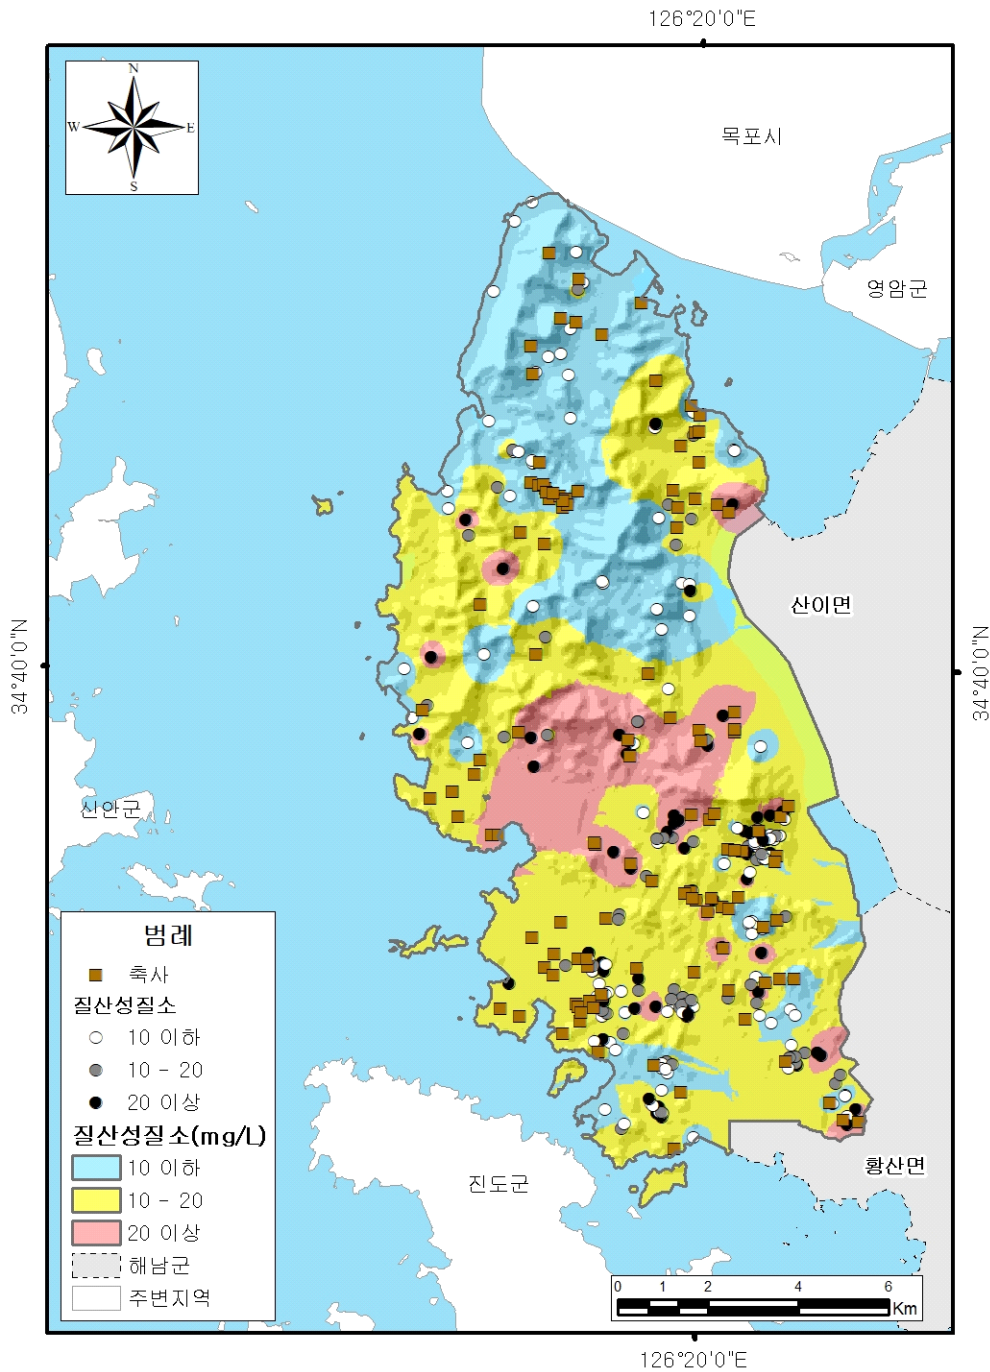 126°20'0"E
N
W
E
S
목포시
영암군
산이면
34°40'0"N
34°40'0"N
신안군
범례
축사
질산성질소
10 이하
10 - 20
20 이상
질산성질소(mg/L)
10 이하
10 - 20
20 이상
해남군
주변지역
진도군
황산면
0 1 2 4 6
Km
126°20'0"E